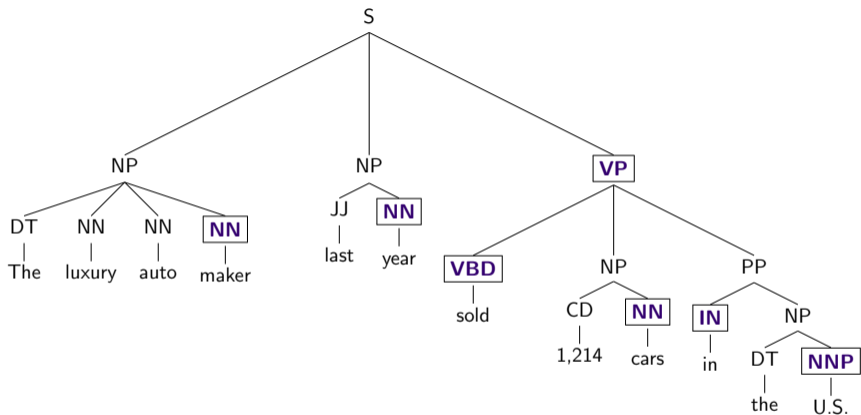 S
NP NP VP
DT NN NN NN JJ NN
The luxury auto maker last year
VBD NP PP
sold CD NN IN NP
1,214 cars in DT NNP
the U.S.